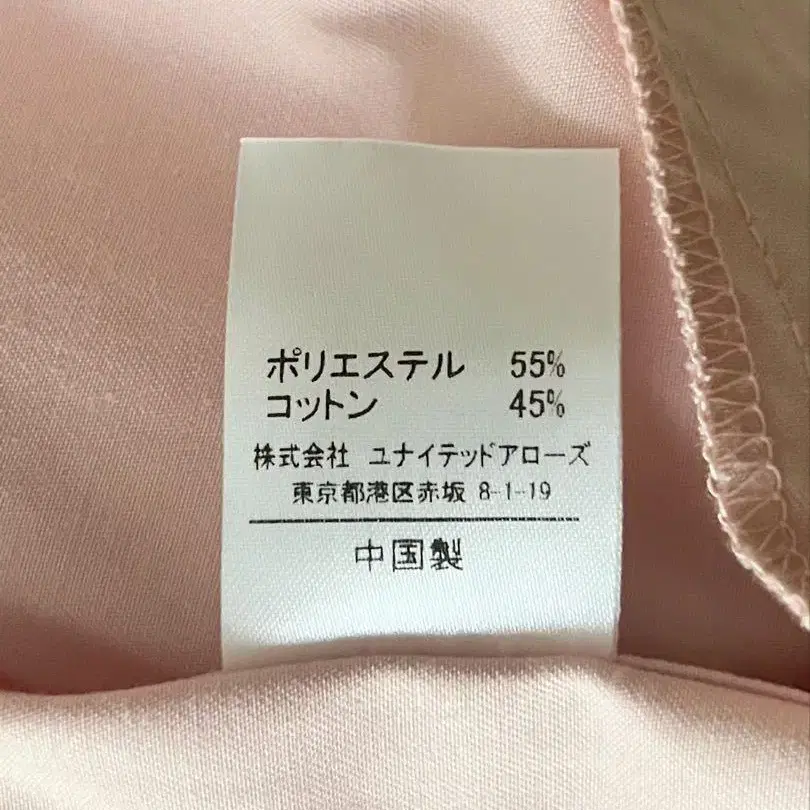 ポリエステル 55%
コットン 45%
株式会社 ユナイテッドアローズ
東京都港区赤坂 8-1-19
中国製